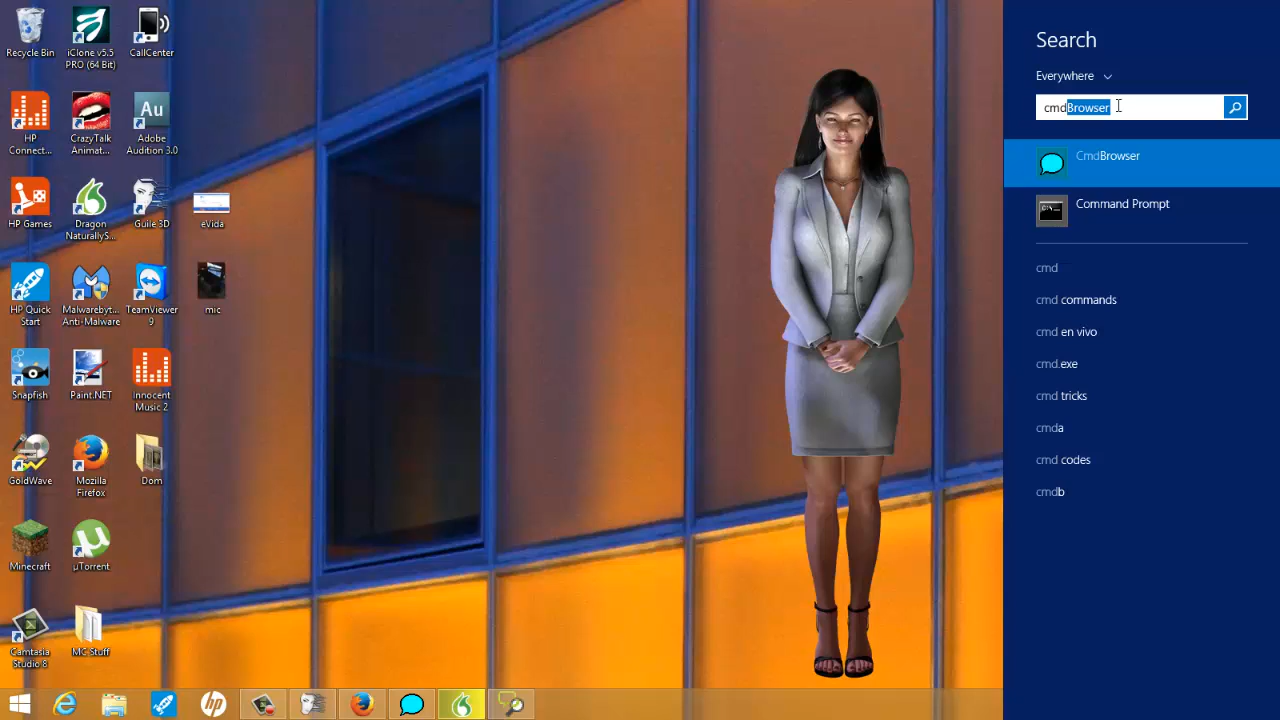 Recycle Bin
iClone v5.5
PRO (64 Bit)
CallCenter
HP
Connect...
CrazyTalk
Animat...
Au
Adobe
Audition 3.0
HP Games
Dragon
NaturallyS...
Guile 3D
eVida
HP Quick
Start
Malwarebyt...
Anti-Malware
TeamViewer
9
mic
Snapfish
Paint.NET
Innocent
Music 2
GoldWave
Mozilla
Firefox
Dom
Minecraft
µTorrent
Camtasia
Studio 8
MC Stuff
hp
Search
Everywhere
cmdBrowser
CmdBrowser
Command Prompt
cmd
cmd commands
cmd en vivo
cmd.exe
cmd tricks
cmda
cmd codes
cmdb